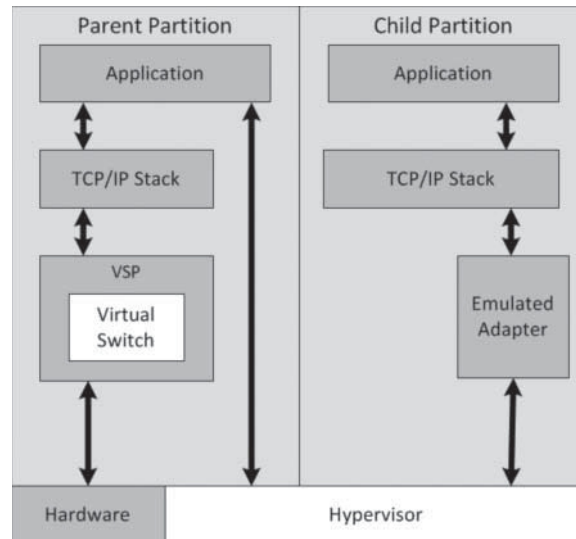 Parent Partition
Application
TCP/IP Stack
VSP
Virtual
Switch
Child Partition
Application
TCP/IP Stack
Emulated
Adapter
Hardware
Hypervisor